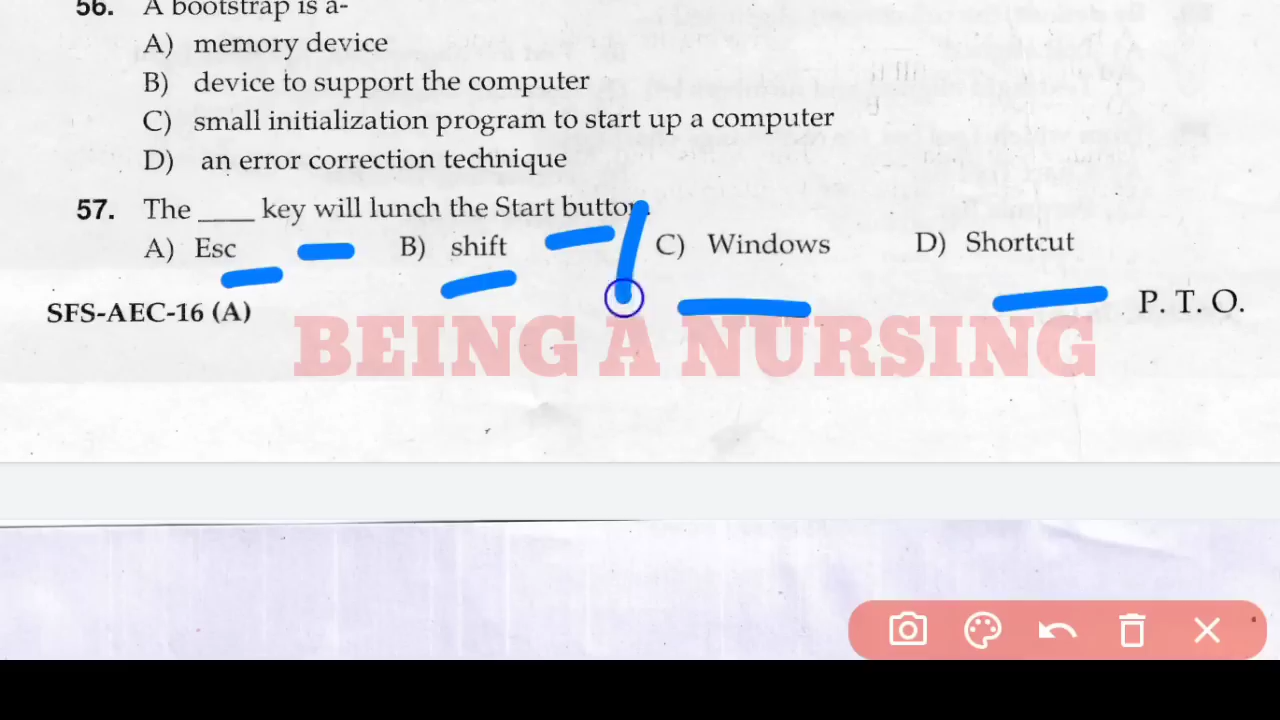 56. A bootstrap is a-
A) memory device
B) device to support the computer
C) small initialization program to start up a computer
D) an error correction technique
57. The ____ key will lunch the Start button.
A) Esc B) shift C) Windows D) Shortcut
SFS-AEC-16 (A) P. T. O.
BEING A NURSING